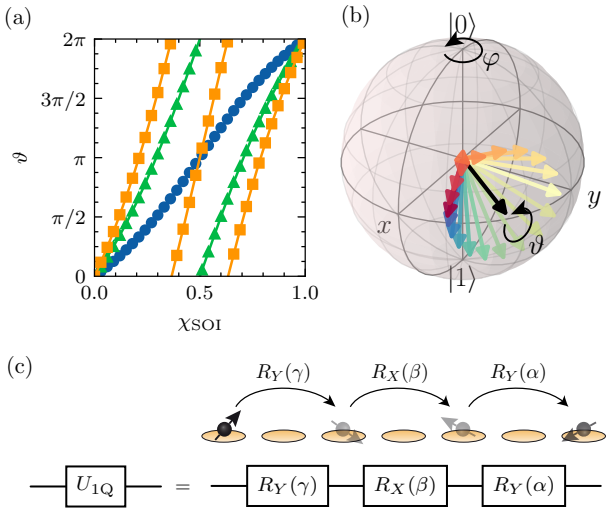 (a)
2π
3π/2
π
π/2
0
ϑ
0.0 0.5 1.0
χSOI
(b)
|0⟩
φ
x
y
ϑ
|1⟩
(c)
R_Y(γ) R_X(β) R_Y(α)
U_1Q = R_Y(γ) R_X(β) R_Y(α)